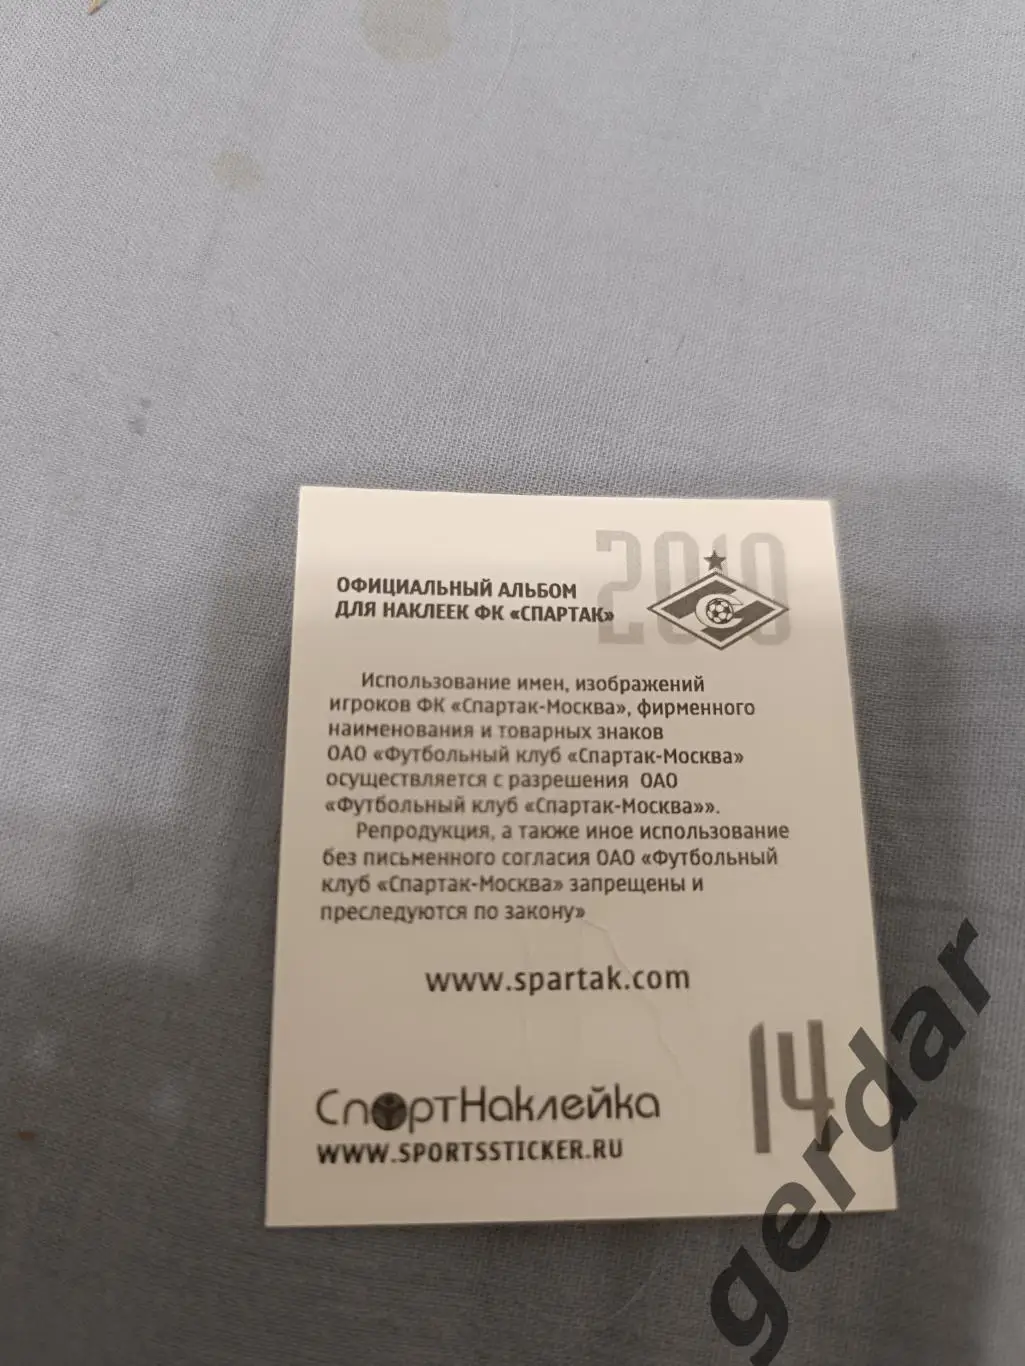 2010
ОФИЦИАЛЬНЫЙ АЛЬБОМ
ДЛЯ НАКЛЕЕК ФК «СПАРТАК»
Использование имен, изображений
игроков ФК «Спартак-Москва», фирменного
наименования и товарных знаков
ОАО «Футбольный клуб «Спартак-Москва»
осуществляется с разрешения ОАО
«Футбольный клуб «Спартак-Москва»».
Репродукция, а также иное использование
без письменного согласия ОАО «Футбольный
клуб «Спартак-Москва» запрещены и
преследуются по закону»
www.spartak.com
14
СпортНаклейка
WWW.SPORTSSTICKER.RU
gerdar